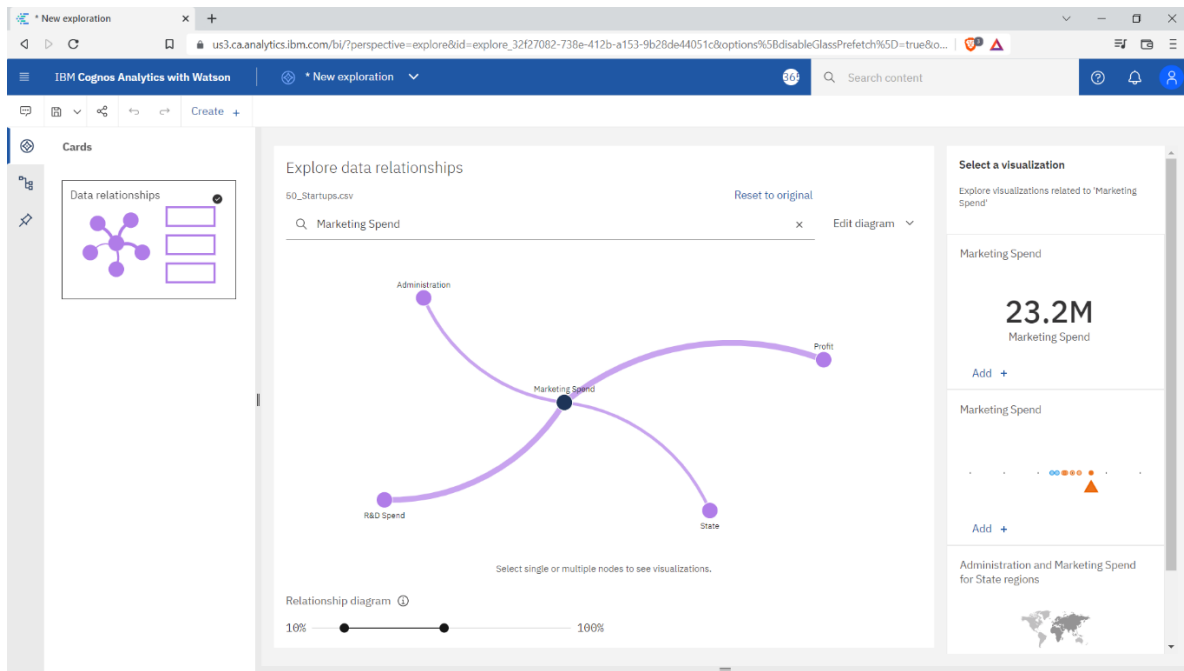 * New exploration
us3.ca.analytics.ibm.com/bi/?perspective=explore&id=explore_32f27082-738e-412b-a153-9b28de44051c&options%5BdisableGlassPrefetch%5D=true&o...
IBM Cognos Analytics with Watson
* New exploration
Search content
Create +
Cards
Data relationships
Explore data relationships
50_Startups.csv
Reset to original
Marketing Spend
Edit diagram
Administration
Profit
Marketing Spend
R&D Spend
State
Select single or multiple nodes to see visualizations.
Relationship diagram
10%
100%
Select a visualization
Explore visualizations related to 'Marketing
Spend'
Marketing Spend
23.2M
Marketing Spend
Add +
Marketing Spend
Add +
Administration and Marketing Spend
for State regions